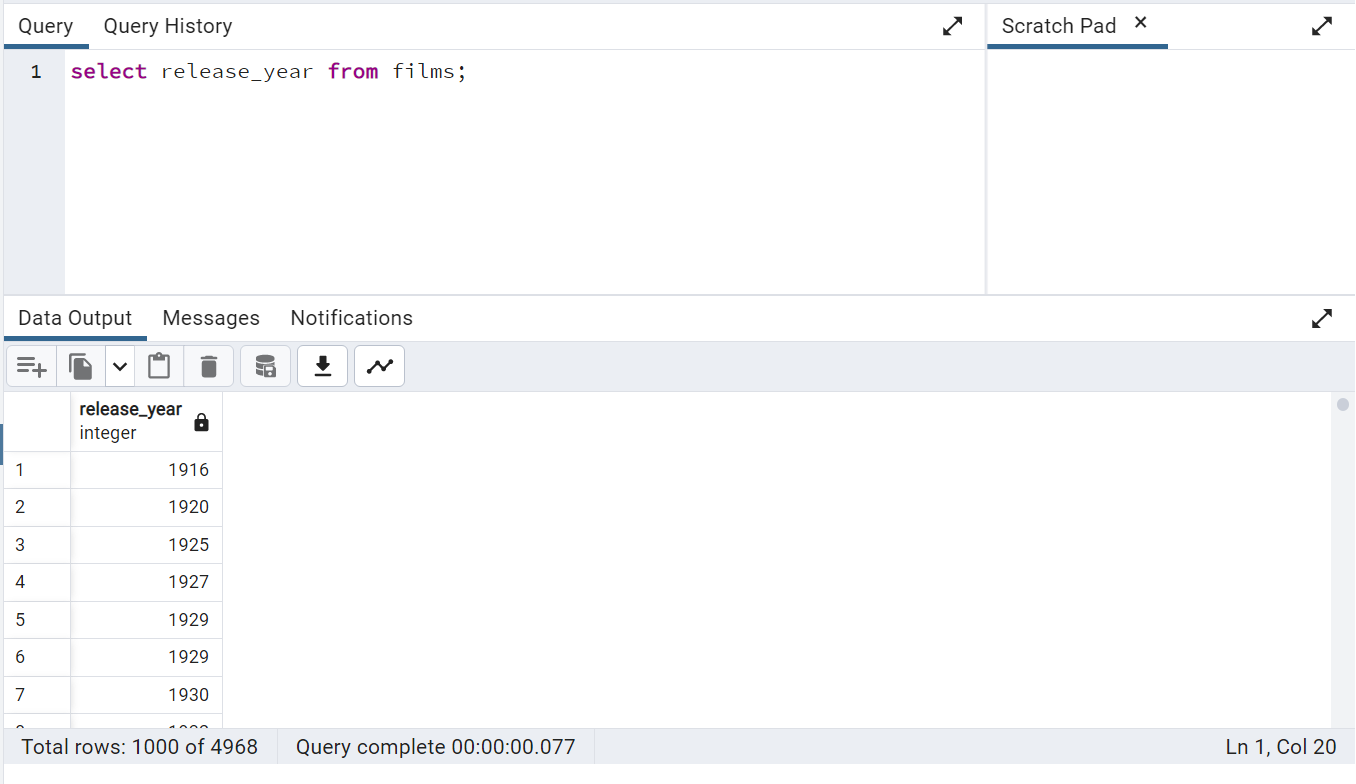 Query Query History Scratch Pad ×
1 select release_year from films;
Data Output Messages Notifications
release_year
integer
1 1916
2 1920
3 1925
4 1927
5 1929
6 1929
7 1930
Total rows: 1000 of 4968 Query complete 00:00:00.077 Ln 1, Col 20